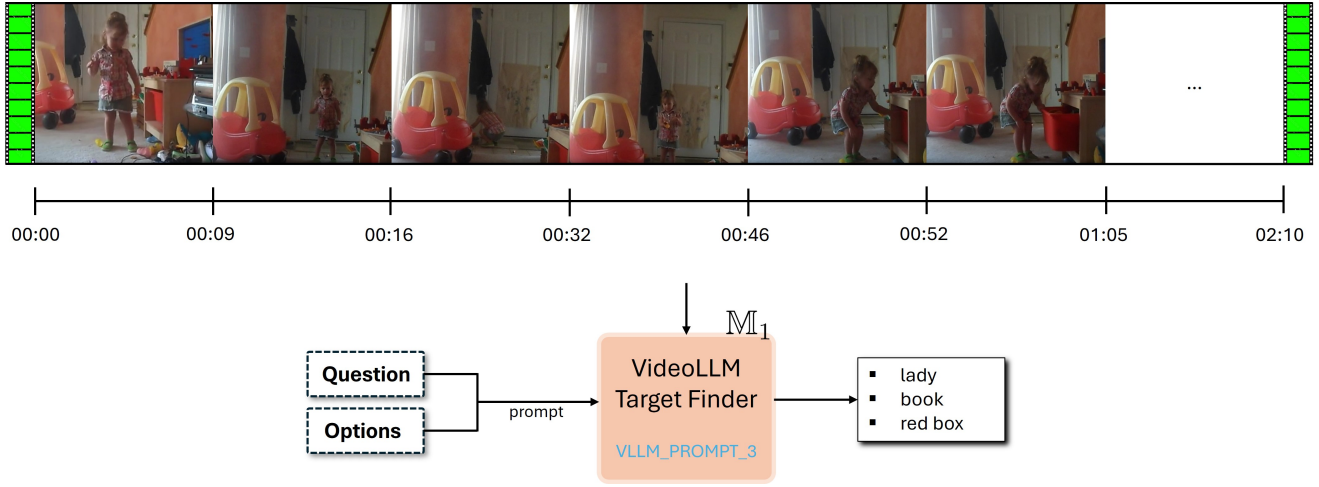 ...
00:00 00:09 00:16 00:32 00:46 00:52 01:05 02:10
𝕄1
VideoLLM
Target Finder
VLLM_PROMPT_3
Question
Options
prompt
▪ lady
▪ book
▪ red box